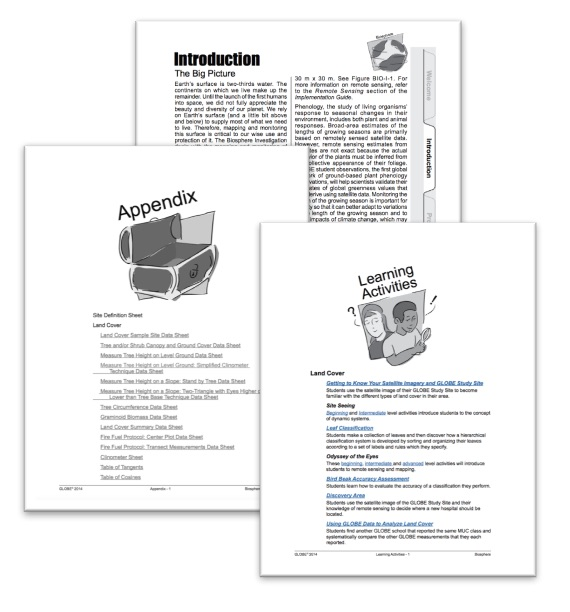 Introduction
The Big Picture
Earth's surface is two-thirds water. The
continents on which we live make up the
remainder. Until the launch of the first humans
into space, we did not fully appreciate the
beauty and diversity of our planet. We rely
on Earth's surface (and a little bit above
and below) to supply most of what we need
to live. Therefore, mapping and monitoring
this surface is critical to our wise use and
protection of it. The Biosphere Investigation
30 m x 30 m. See Figure BIO-I-1. For
more information on remote sensing, refer
to the Remote Sensing section of the
Implementation Guide.
Phenology, the study of living organisms'
response to seasonal changes in their
environment, includes both plant and animal
responses. Broad-area estimates of the
lengths of growing seasons are primarily
based on remotely sensed satellite data.
However, remote sensing estimates from
are not exact because the actual
of the plants must be inferred from
collective appearance of their foliage.
student observations, the first global
of ground-based plant phenology
will help scientists validate their
of global greenness values that
derive using satellite data. Monitoring the
of the growing season is important for
so that it can better adapt to variations
length of the growing season and to
impacts of climate change, which may
Biosphere
Welcome
Introduction
Appendix
Site Definition Sheet
Land Cover
Land Cover Sample Site Data Sheet
Tree and/or Shrub Canopy and Ground Cover Data Sheet
Measure Tree Height on Level Ground Data Sheet
Measure Tree Height on Level Ground: Simplified Clinometer
Technique Data Sheet
Measure Tree Height on a Slope: Stand by Tree Data Sheet
Measure Tree Height on a Slope: Two-Triangle with Eyes Higher
Lower than Tree Base Technique Data Sheet
Tree Circumference Data Sheet
Graminoid Biomass Data Sheet
Land Cover Summary Data Sheet
Fire Fuel Protocol: Center Plot Data Sheet
Fire Fuel Protocol: Transect Measurements Data Sheet
Clinometer Sheet
Table of Tangents
Table of Cosines
GLOBE® 2014 Appendix - 1 Biosphere
Learning
Activities
Land Cover
Getting to Know Your Satellite Imagery and GLOBE Study Site
Students use the satellite image of their GLOBE Study Site to become
familiar with the different types of land cover in their area.
Site Seeing
Beginning and Intermediate level activities introduce students to the concept
of dynamic systems
Leaf Classification
Students make a collection of leaves and then discover how a hierarchical
classification system is developed by sorting and organizing their leaves
according to a set of labels and rules which they specify.
Odyssey of the Eyes
These beginning, intermediate and advanced level activities will introduce
students to remote sensing and mapping.
Bird Beak Accuracy Assessment
Students learn how to evaluate the accuracy of a classification they perform.
Discovery Area
Students use the satellite image of the GLOBE Study Site and their
knowledge of remote sensing to decide where a new hospital should be
located.
Using GLOBE Data to Analyze Land Cover
Students find another GLOBE school that reported the same MUC class and
systematically compare the other GLOBE measurements that they each
reported.
GLOBE® 2014 Learning Activities - 1 Biosphere